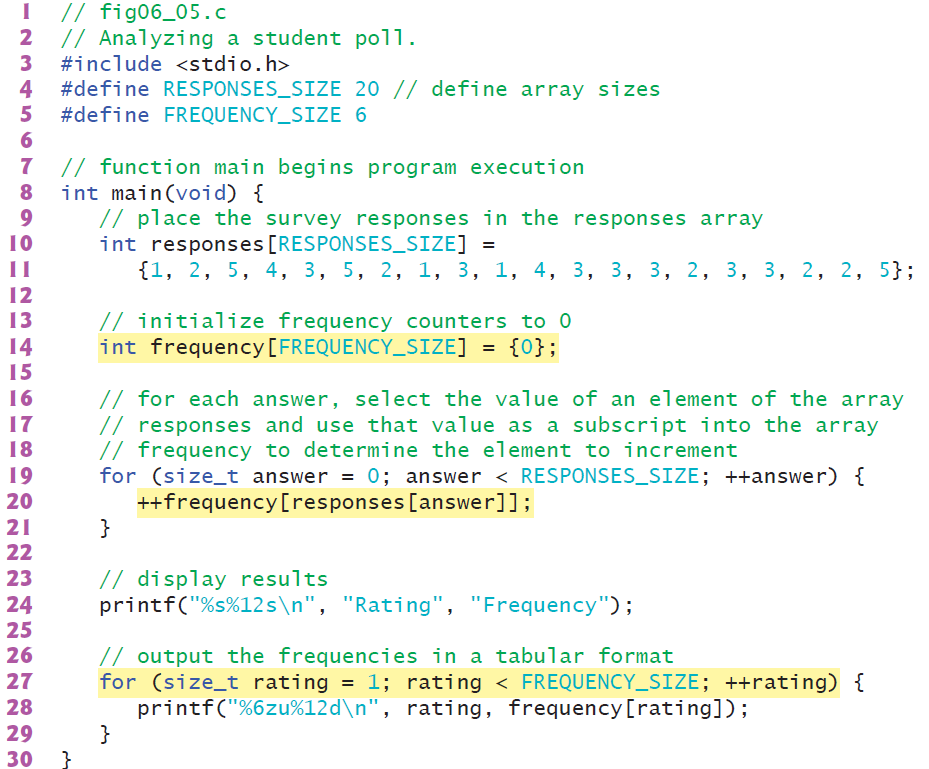 1 // fig06_05.c
2 // Analyzing a student poll.
3 #include <stdio.h>
4 #define RESPONSES_SIZE 20 // define array sizes
5 #define FREQUENCY_SIZE 6
6
7 // function main begins program execution
8 int main(void) {
9    // place the survey responses in the responses array
10    int responses[RESPONSES_SIZE] =
11       {1, 2, 5, 4, 3, 5, 2, 1, 3, 1, 4, 3, 3, 3, 2, 3, 3, 2, 2, 5};
12
13    // initialize frequency counters to 0
14    int frequency[FREQUENCY_SIZE] = {0};
15
16    // for each answer, select the value of an element of the array
17    // responses and use that value as a subscript into the array
18    // frequency to determine the element to increment
19    for (size_t answer = 0; answer < RESPONSES_SIZE; ++answer) {
20       ++frequency[responses[answer]];
21    }
22
23    // display results
24    printf("%s%12s\n", "Rating", "Frequency");
25
26    // output the frequencies in a tabular format
27    for (size_t rating = 1; rating < FREQUENCY_SIZE; ++rating) {
28       printf("%6zu%12d\n", rating, frequency[rating]);
29    }
30 }